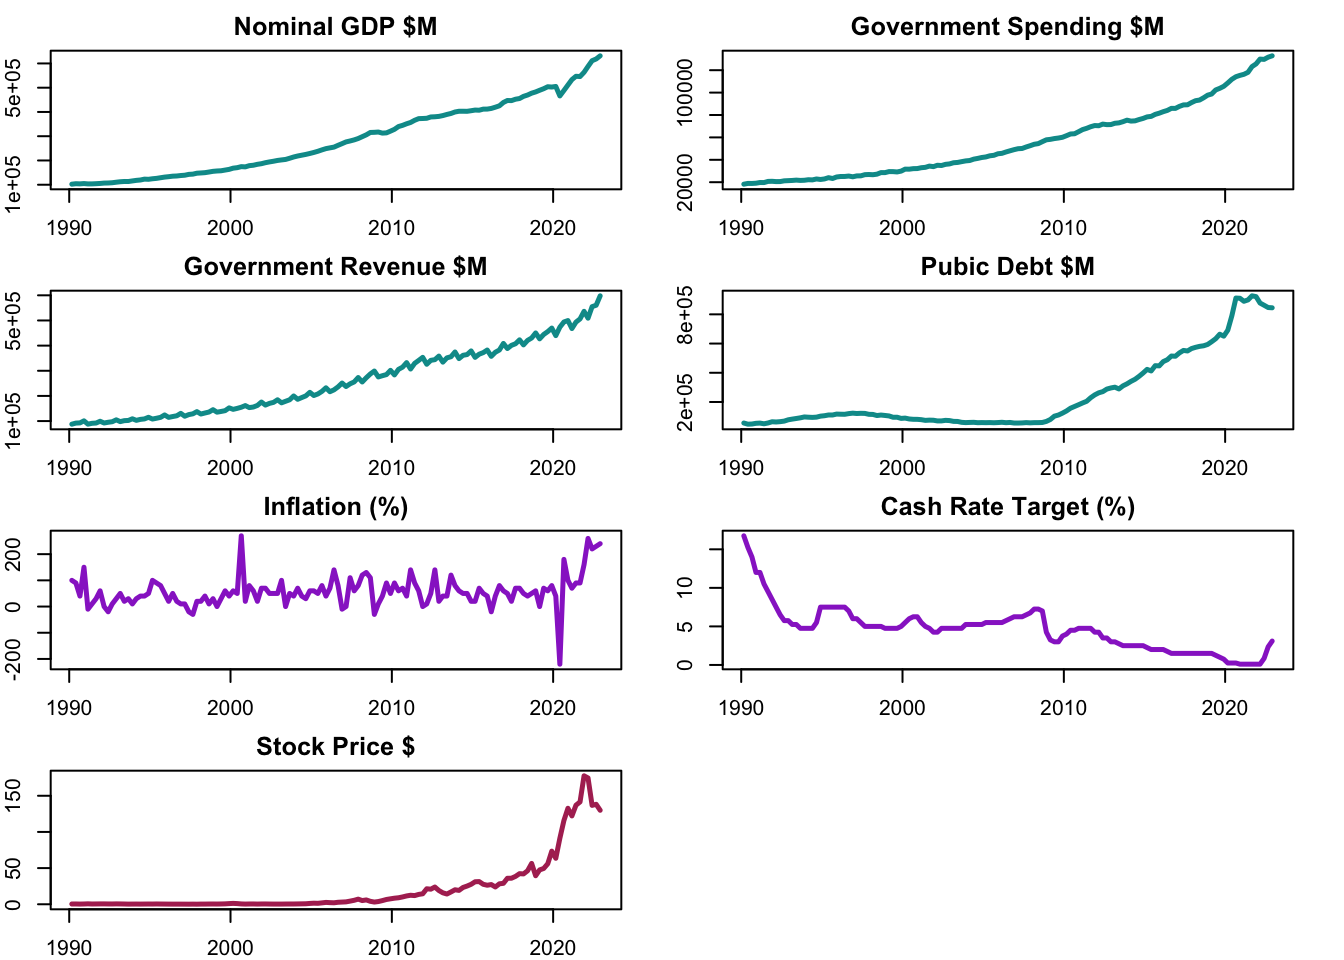 Nominal GDP $M
5e+05
1e+05
1990 2000 2010 2020
Government Spending $M
100000
20000
1990 2000 2010 2020
Government Revenue $M
5e+05
1e+05
1990 2000 2010 2020
Pubic Debt $M
8e+05
2e+05
1990 2000 2010 2020
Inflation (%)
200
0
-200
1990 2000 2010 2020
Cash Rate Target (%)
10
5
0
1990 2000 2010 2020
Stock Price $
150
50
0
1990 2000 2010 2020